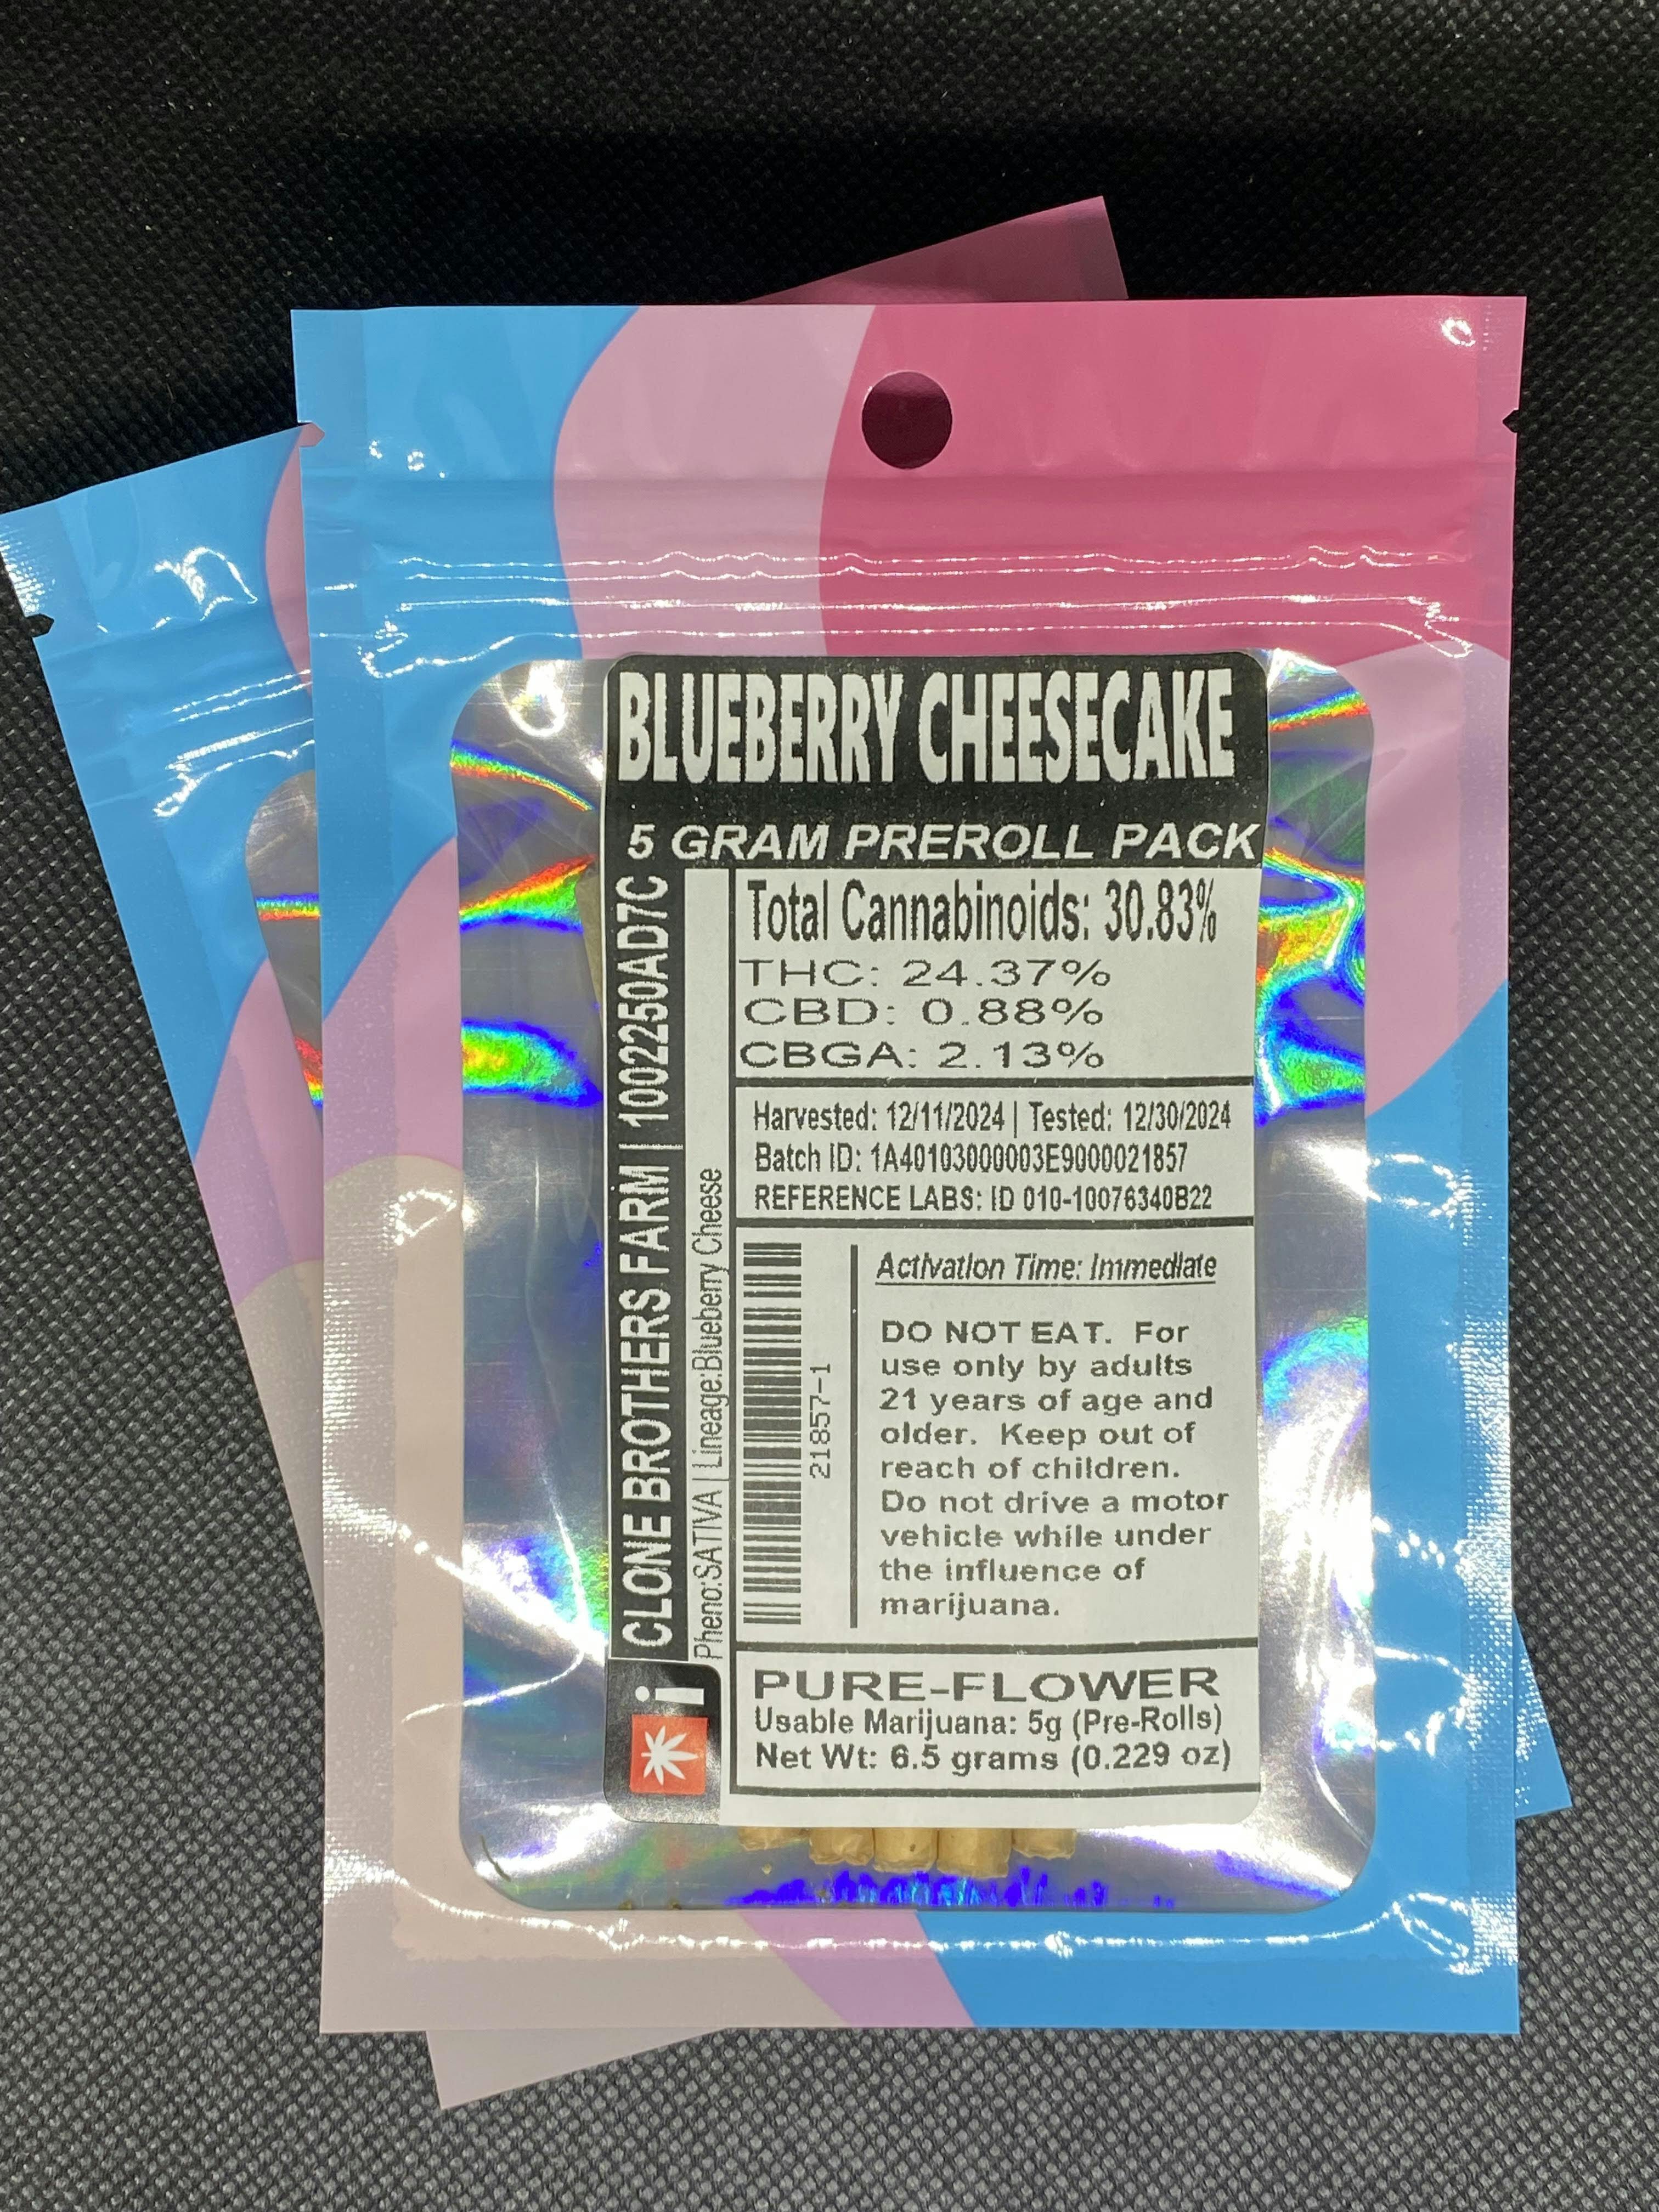 BLUEBERRY CHEESECAKE
5 GRAM PREROLL PACK
CLONE BROTHERS FARM | 1002250AD7C
Pheno:SATIVA | Lineage:Blueberry Cheese
Total Cannabinoids: 30.83%
THC: 24.37%
CBD: 0.88%
CBGA: 2.13%
Harvested: 12/11/2024 | Tested: 12/30/2024
Batch ID: 1A40103000003E9000021857
REFERENCE LABS: ID 010-10076340B22
21857-1
Activation Time: Immediate
DO NOT EAT. For
use only by adults
21 years of age and
older. Keep out of
reach of children.
Do not drive a motor
vehicle while under
the influence of
marijuana.
i
PURE-FLOWER
Usable Marijuana: 5g (Pre-Rolls)
Net Wt: 6.5 grams (0.229 oz)